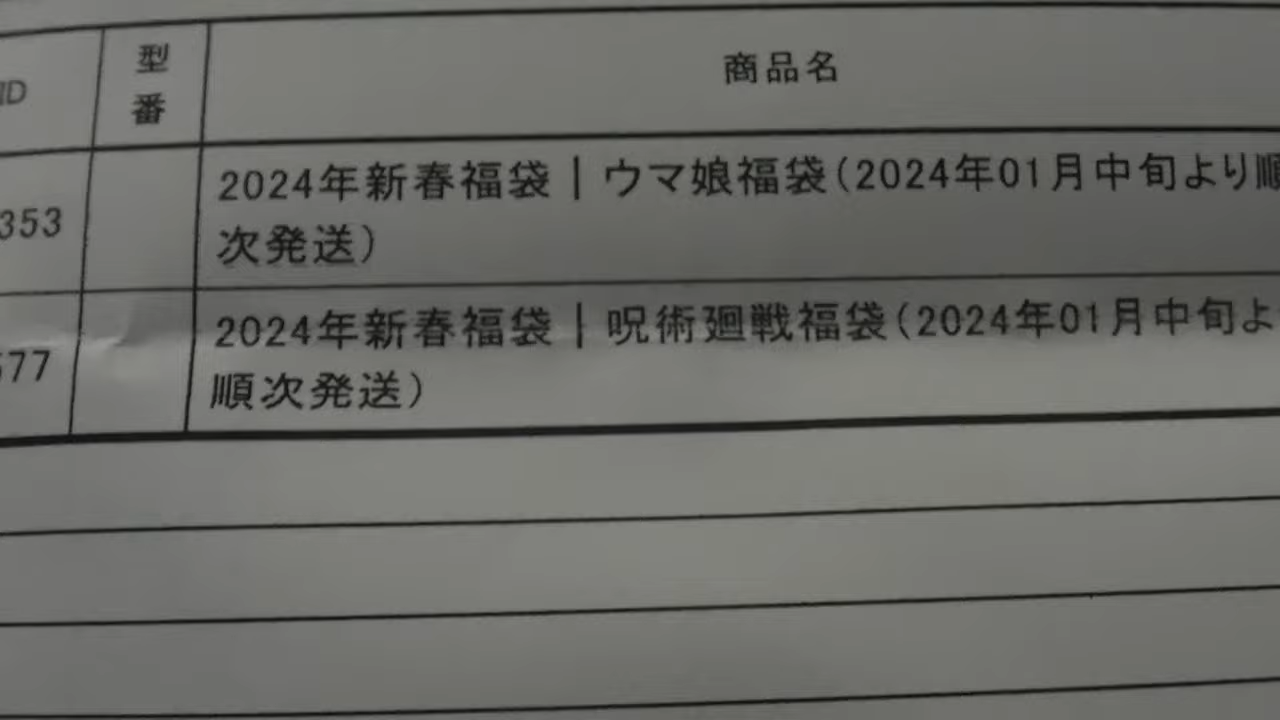 ID
型
番
商品名
353
2024年新春福袋｜ウマ娘福袋（2024年01月中旬より順
次発送）
577
2024年新春福袋｜呪術廻戦福袋（2024年01月中旬よ
順次発送）